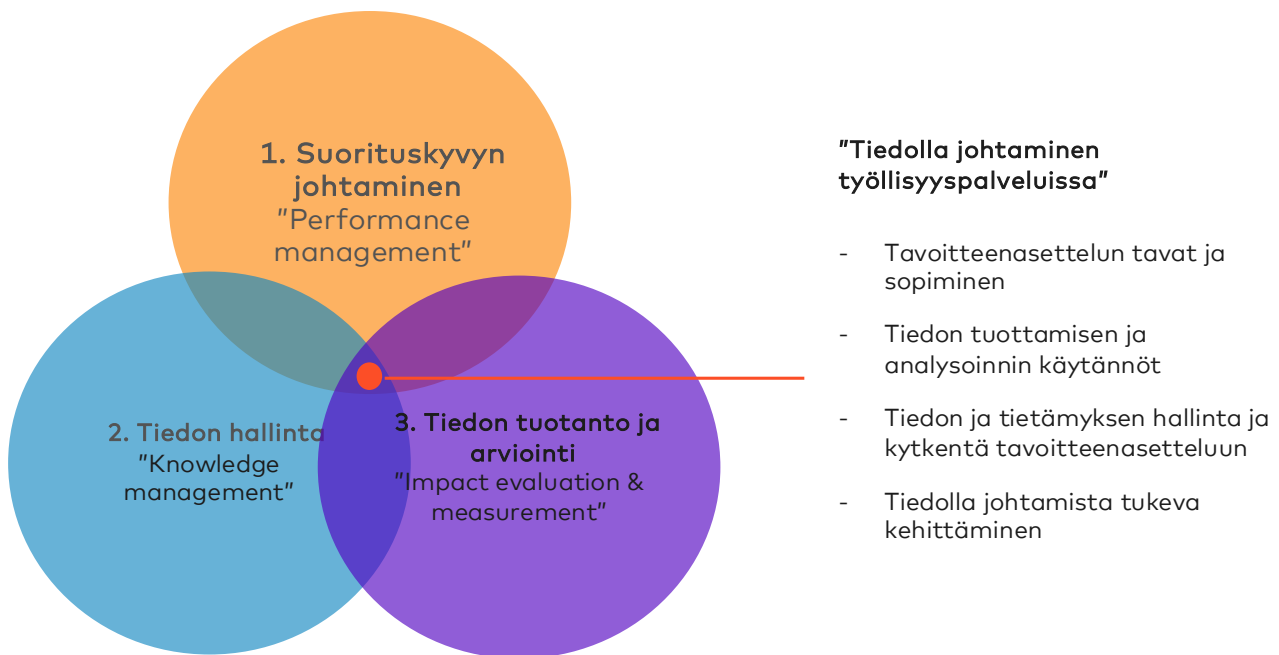 1. Suorituskyvyn
johtaminen
"Performance
management"
2. Tiedon hallinta
"Knowledge
management"
3. Tiedon tuotanto ja
arviointi
"Impact evaluation &
measurement"
"Tiedolla johtaminen
työllisyyspalveluissa"
- Tavoitteenasettelun tavat ja
sopiminen
- Tiedon tuottamisen ja
analysoinnin käytännöt
- Tiedon ja tietämyksen hallinta ja
kytkentä tavoitteenasetteluun
- Tiedolla johtamista tukeva
kehittäminen